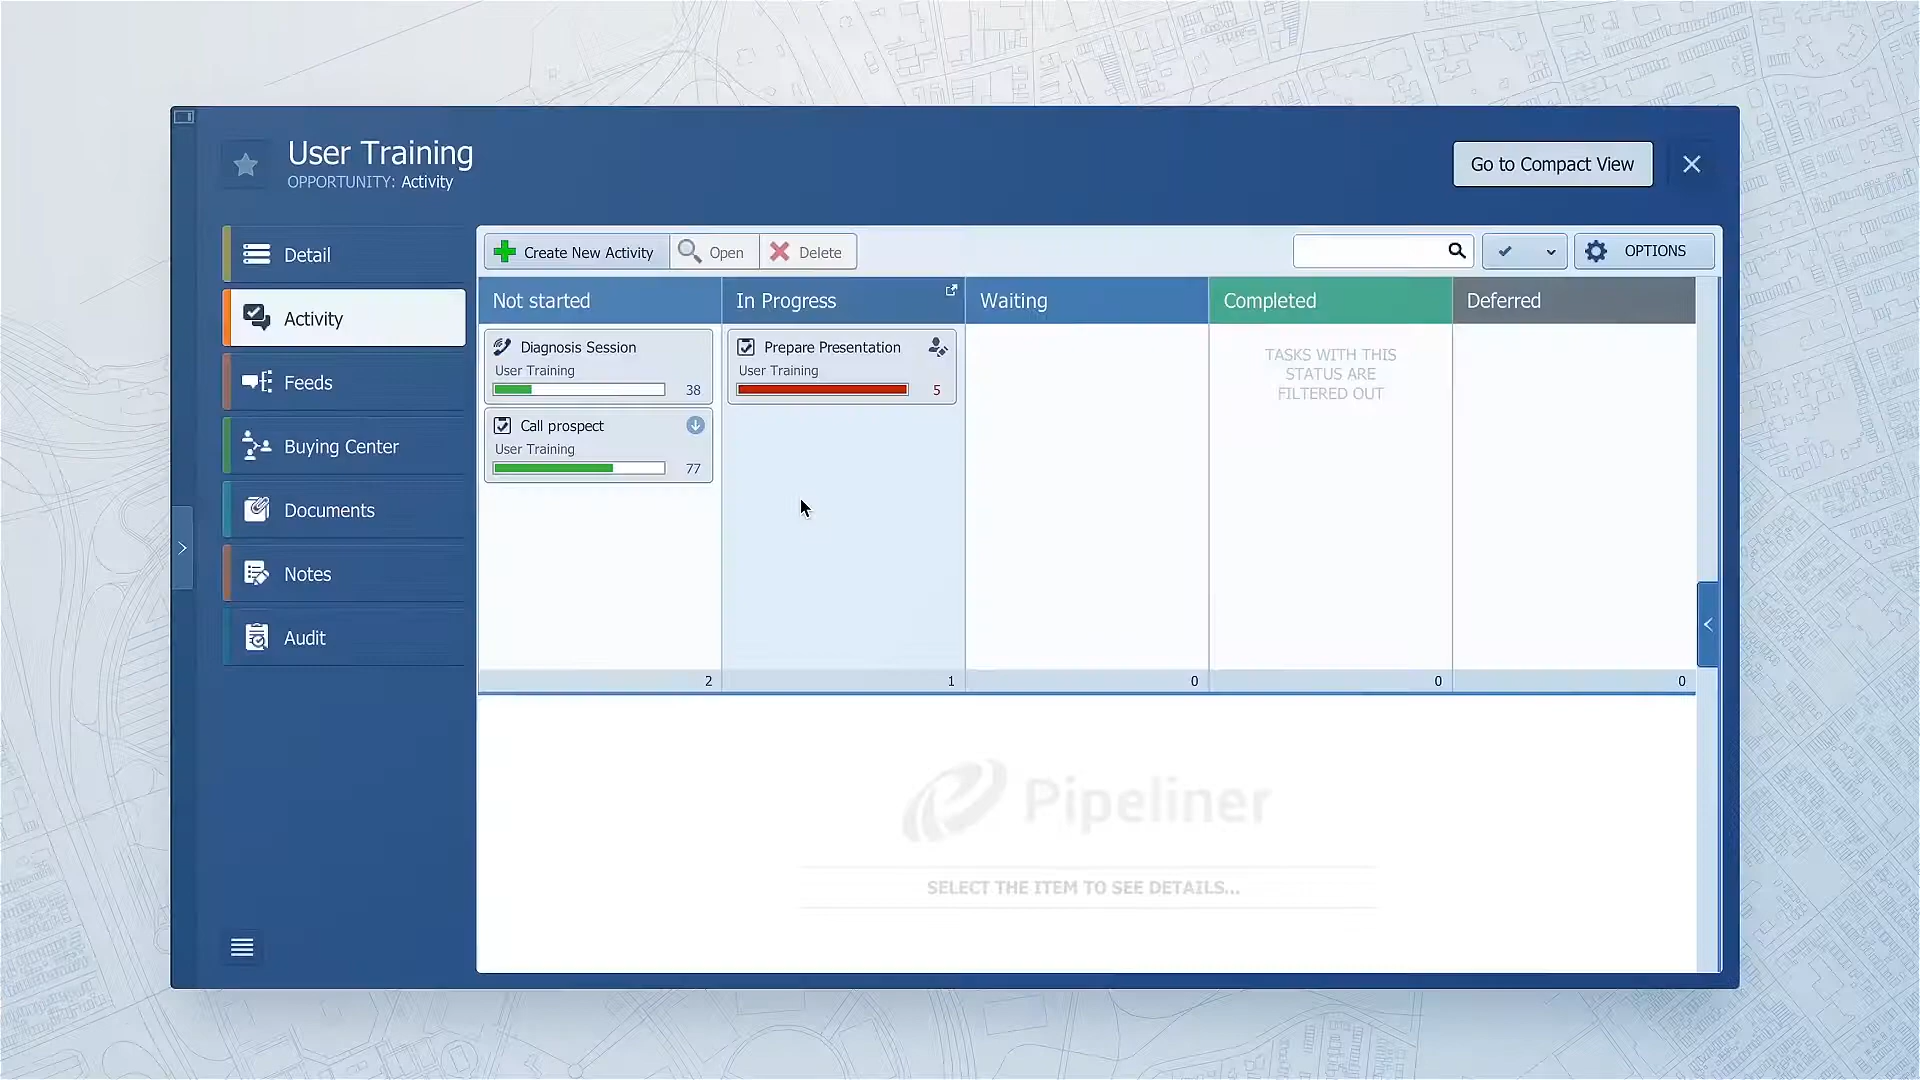 User Training
OPPORTUNITY: Activity
Go to Compact View
Detail
Activity
Feeds
Buying Center
Documents
Notes
Audit
Create New Activity
Open
Delete
OPTIONS
Not started
In Progress
Waiting
Completed
Deferred
Diagnosis Session
User Training
38
Call prospect
User Training
77
Prepare Presentation
User Training
5
TASKS WITH THIS
STATUS ARE
FILTERED OUT
2
1
0
0
0
Pipeliner
SELECT THE ITEM TO SEE DETAILS...